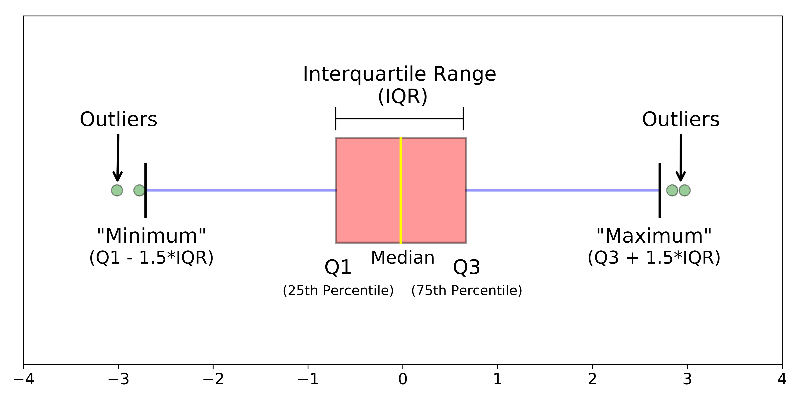 Interquartile Range
(IQR)
Outliers
Outliers
"Minimum"
(Q1 - 1.5*IQR)
"Maximum"
(Q3 + 1.5*IQR)
Median
Q1
Q3
(25th Percentile)
(75th Percentile)
−4
−3
−2
−1
0
1
2
3
4